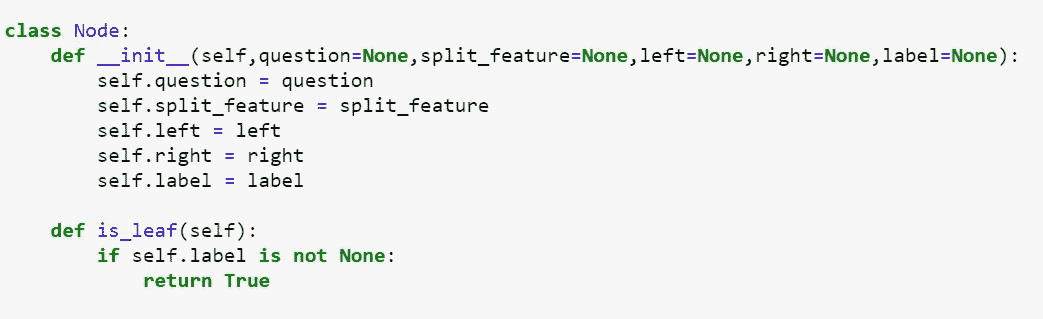 class Node:
    def __init__(self,question=None,split_feature=None,left=None,right=None,label=None):
        self.question = question
        self.split_feature = split_feature
        self.left = left
        self.right = right
        self.label = label

    def is_leaf(self):
        if self.label is not None:
            return True